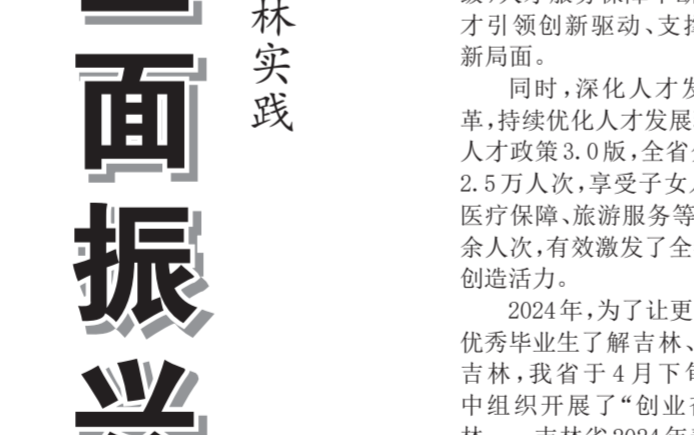 面振
林实践
才引领创新驱动、支
新局面。
同时，深化人才发
革，持续优化人才发展
人才政策3.0版，全省
2.5万人次，享受子女
医疗保障、旅游服务等
余人次，有效激发了全
创造活力。
2024年，为了让更
优秀毕业生了解吉林、
吉林，我省于4月下
中组织开展了“创业